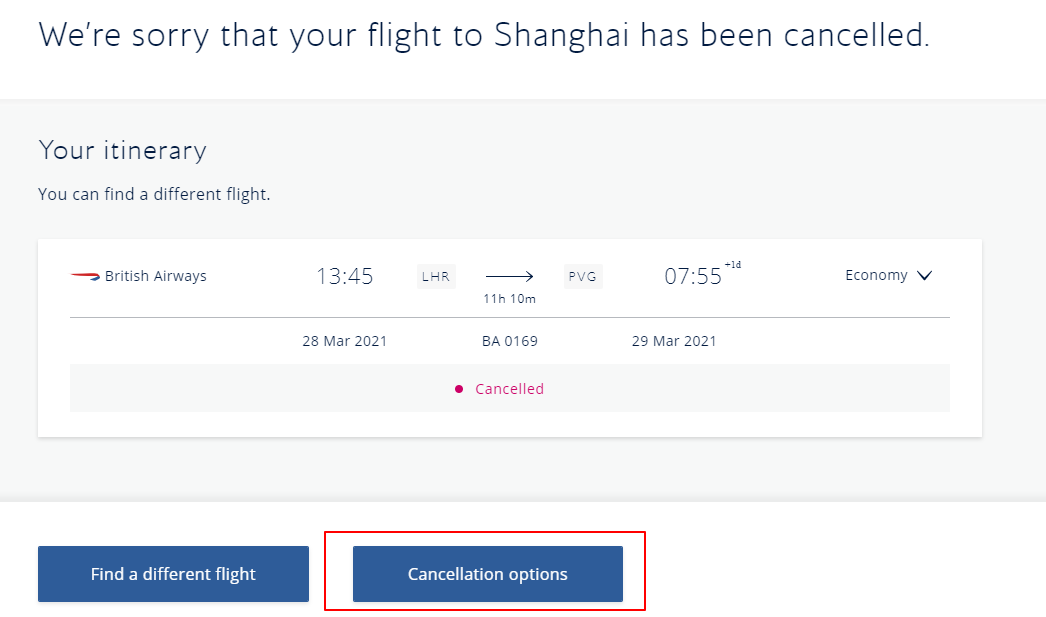 We're sorry that your flight to Shanghai has been cancelled.
Your itinerary
You can find a different flight.
British Airways 13:45 LHR PVG 07:55 +1d Economy
11h 10m
28 Mar 2021 BA 0169 29 Mar 2021
Cancelled
Find a different flight Cancellation options